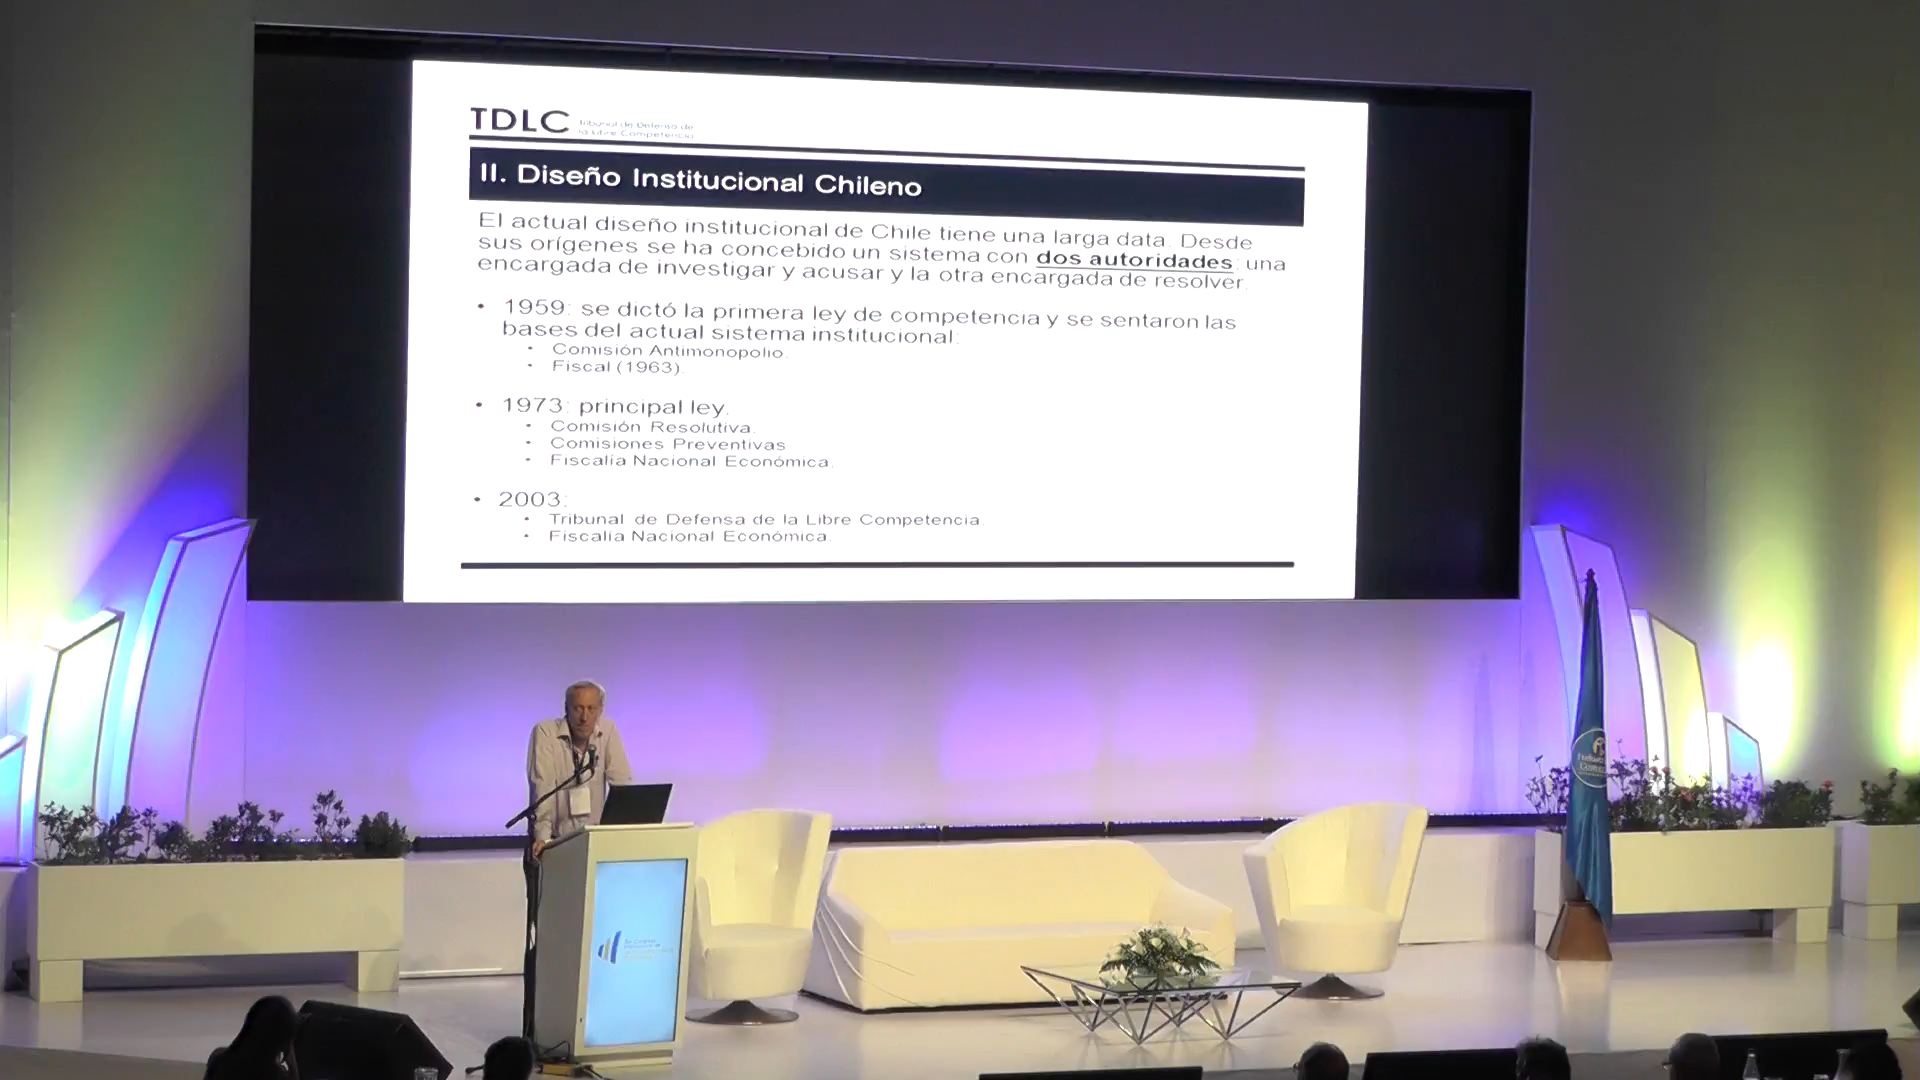 TDLC
Tribunal de Defensa de
la Libre Competencia
II. Diseño Institucional Chileno
El actual diseño institucional de Chile tiene una larga data. Desde
sus orígenes se ha concebido un sistema con dos autoridades: una
encargada de investigar y acusar y la otra encargada de resolver.
• 1959: se dictó la primera ley de competencia y se sentaron las
bases del actual sistema institucional:
• Comisión Antimonopolio.
• Fiscal (1963).
• 1973: principal ley.
• Comisión Resolutiva.
• Comisiones Preventivas
• Fiscalía Nacional Económica.
• 2003:
• Tribunal de Defensa de la Libre Competencia.
• Fiscalía Nacional Económica.